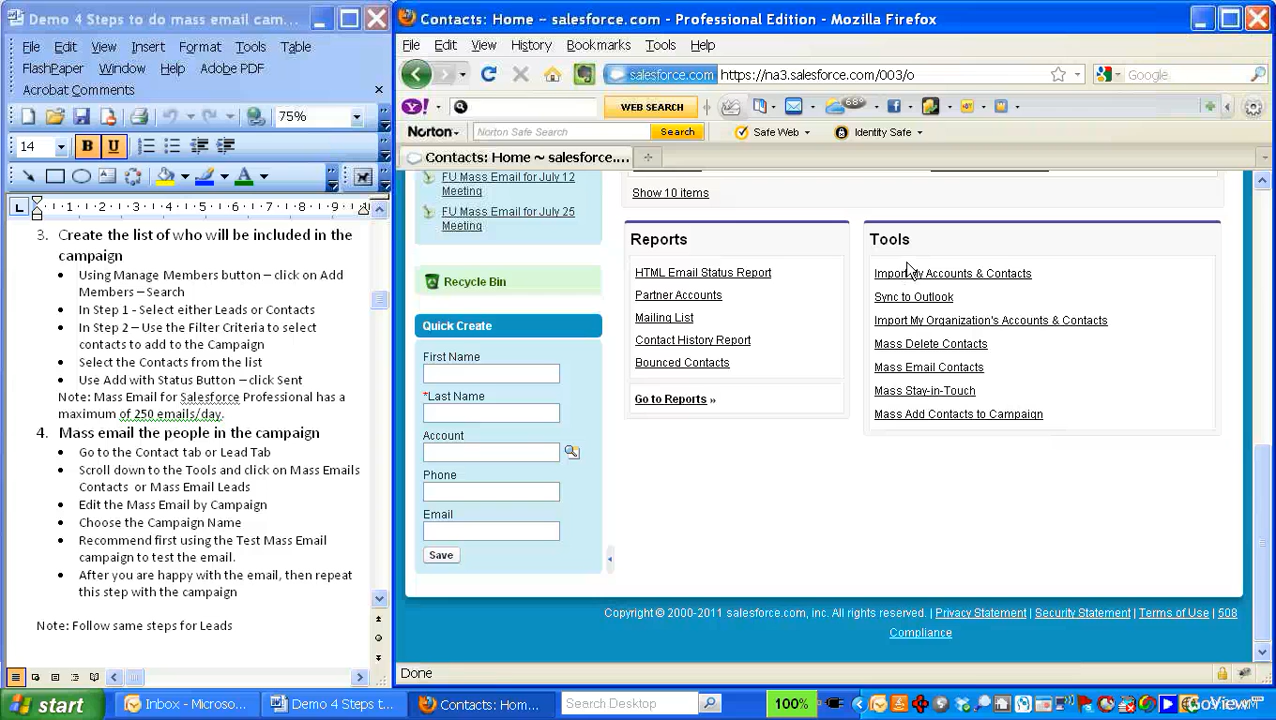 Demo 4 Steps to do mass email cam...
File Edit View Insert Format Tools Table
FlashPaper Window Help Adobe PDF
Acrobat Comments
75%
14 B U A
L 1 2 3 4 5 6 7
3. Create the list of who will be included in the
campaign
• Using Manage Members button – click on Add
Members – Search
• In Step 1 - Select either Leads or Contacts
• In Step 2 – Use the Filter Criteria to select
contacts to add to the Campaign
• Select the Contacts from the list
• Use Add with Status Button – click Sent
Note: Mass Email for Salesforce Professional has a
maximum of 250 emails/day.
4. Mass email the people in the campaign
• Go to the Contact tab or Lead Tab
• Scroll down to the Tools and click on Mass Emails
Contacts or Mass Email Leads
• Edit the Mass Email by Campaign
• Choose the Campaign Name
• Recommend first using the Test Mass Email
campaign to test the email.
• After you are happy with the email, then repeat
this step with the campaign
Note: Follow same steps for Leads
Contacts: Home ~ salesforce.com - Professional Edition - Mozilla Firefox
File Edit View History Bookmarks Tools Help
salesforce.com https://na3.salesforce.com/003/o
Google
Y! WEB SEARCH 68°
Norton Norton Safe Search Search Safe Web Identity Safe
Contacts: Home ~ salesforce....
FU Mass Email for July 12
Meeting
FU Mass Email for July 25
Meeting
Recycle Bin
Quick Create
First Name
*Last Name
Account
Phone
Email
Save
Show 10 items
Reports
HTML Email Status Report
Partner Accounts
Mailing List
Contact History Report
Bounced Contacts
Go to Reports »
Tools
Import My Accounts & Contacts
Sync to Outlook
Import My Organization's Accounts & Contacts
Mass Delete Contacts
Mass Email Contacts
Mass Stay-in-Touch
Mass Add Contacts to Campaign
Copyright © 2000-2011 salesforce.com, inc. All rights reserved. | Privacy Statement | Security Statement | Terms of Use | 508
Compliance
Done
start Inbox - Microso... Demo 4 Steps t... Contacts: Hom... Search Desktop 100%